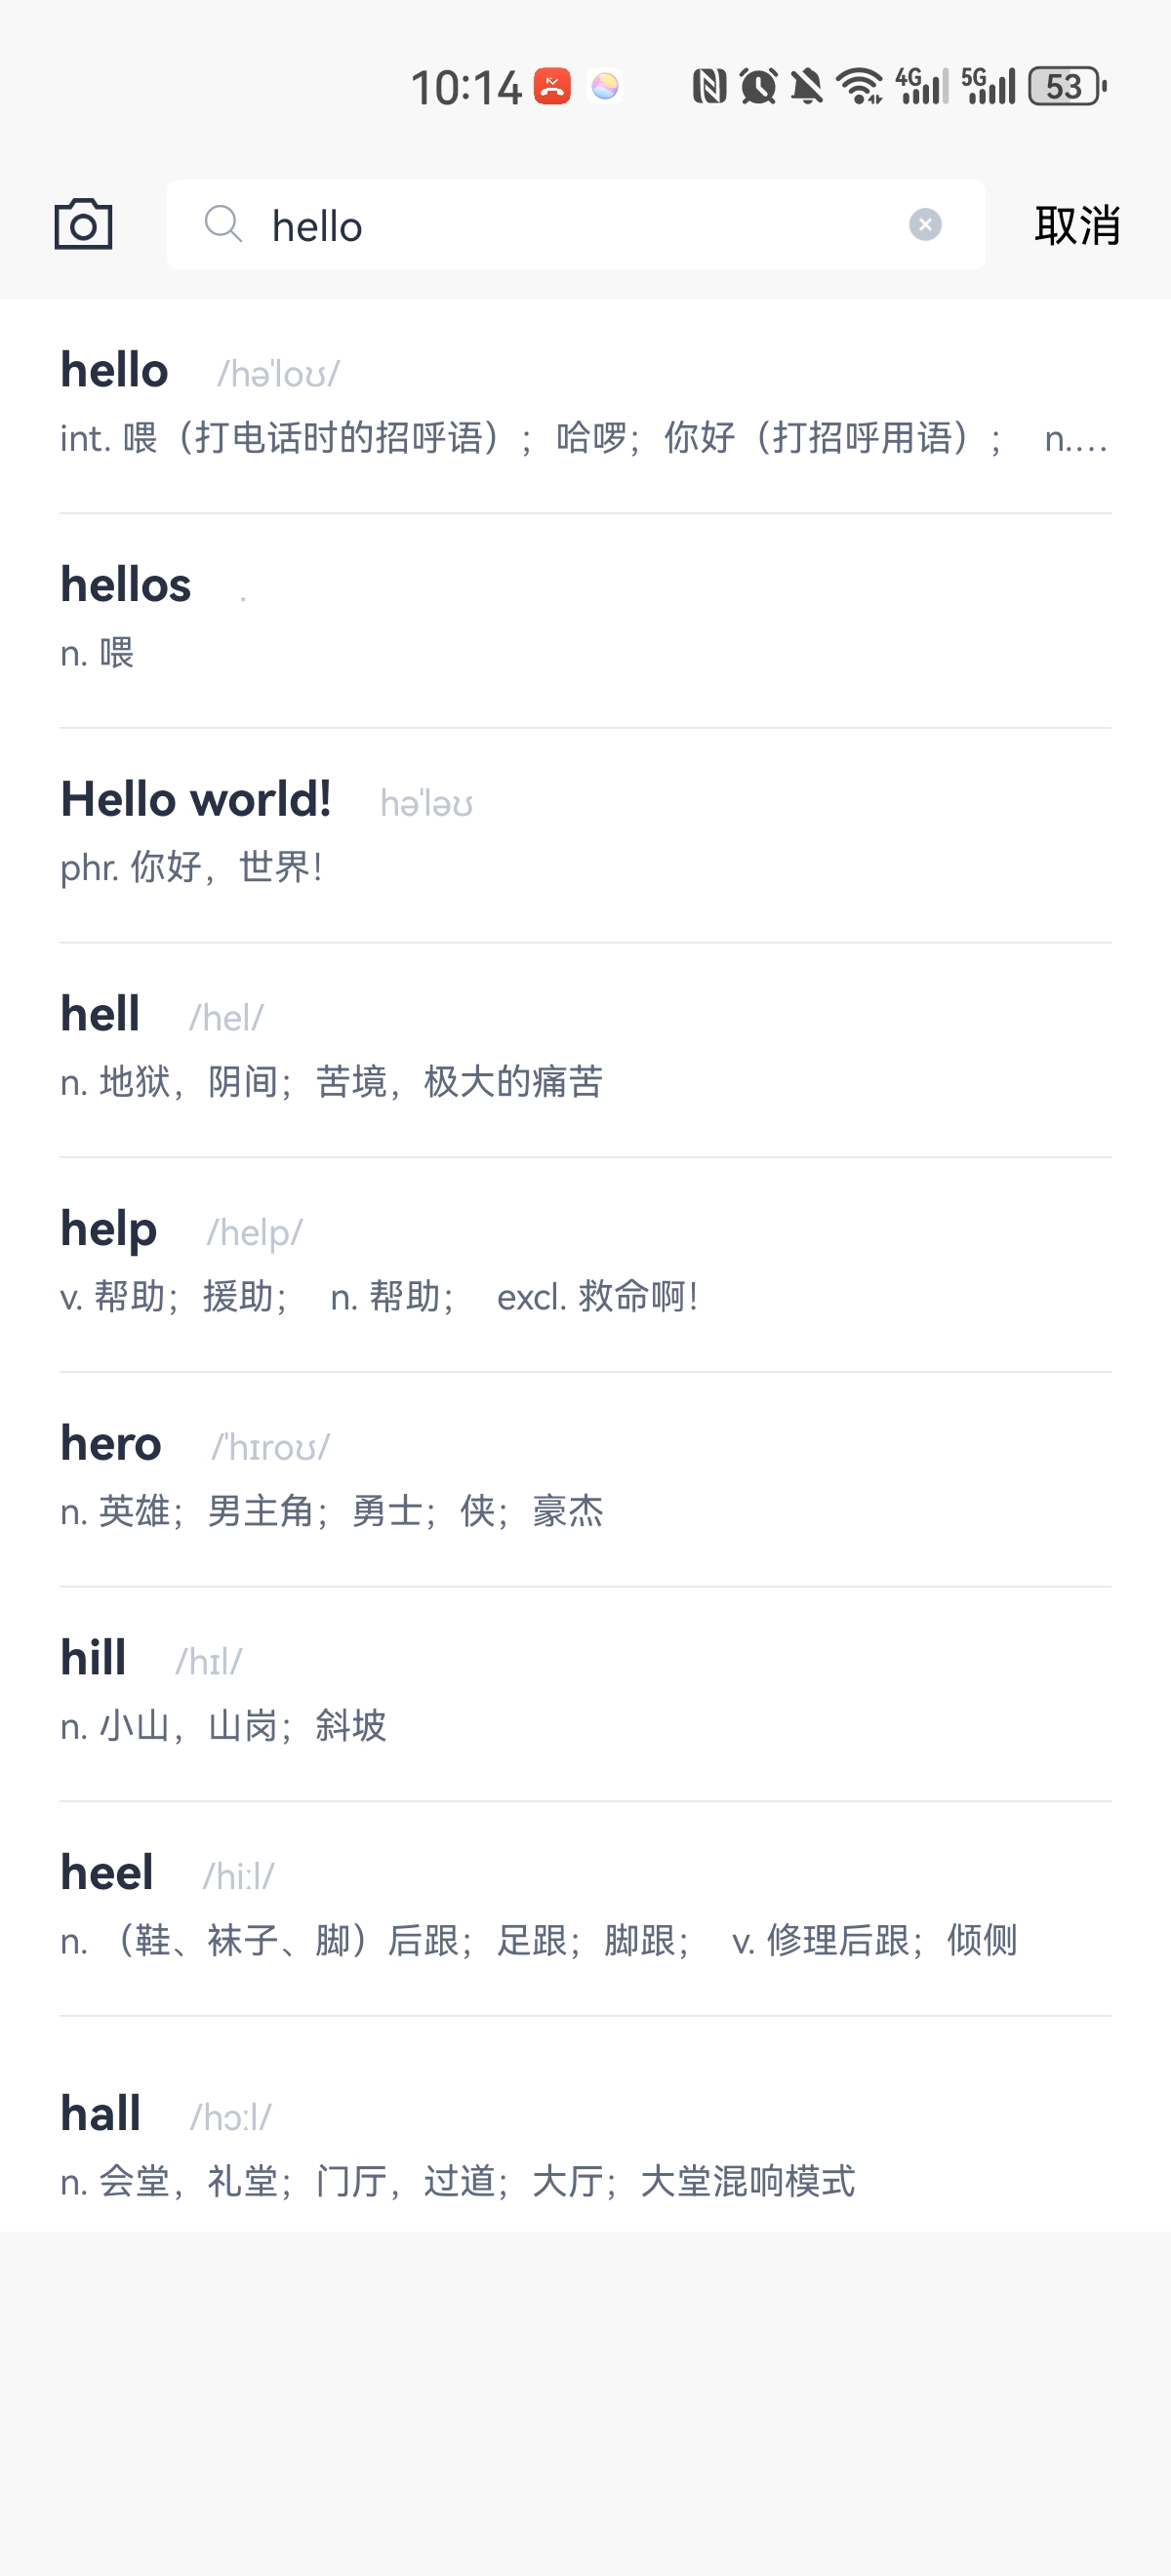 10:14 4G 5G 53
hello 取消
hello /həˈloʊ/
int. 喂（打电话时的招呼语）；哈啰；你好（打招呼用语）； n....
hellos .
n. 喂
Hello world! həˈləʊ
phr. 你好，世界！
hell /hel/
n. 地狱，阴间；苦境，极大的痛苦
help /help/
v. 帮助；援助； n. 帮助； excl. 救命啊！
hero /ˈhɪroʊ/
n. 英雄；男主角；勇士；侠；豪杰
hill /hɪl/
n. 小山，山岗；斜坡
heel /hiːl/
n. （鞋、袜子、脚）后跟；足跟；脚跟； v. 修理后跟；倾侧
hall /hɔːl/
n. 会堂，礼堂；门厅，过道；大厅；大堂混响模式